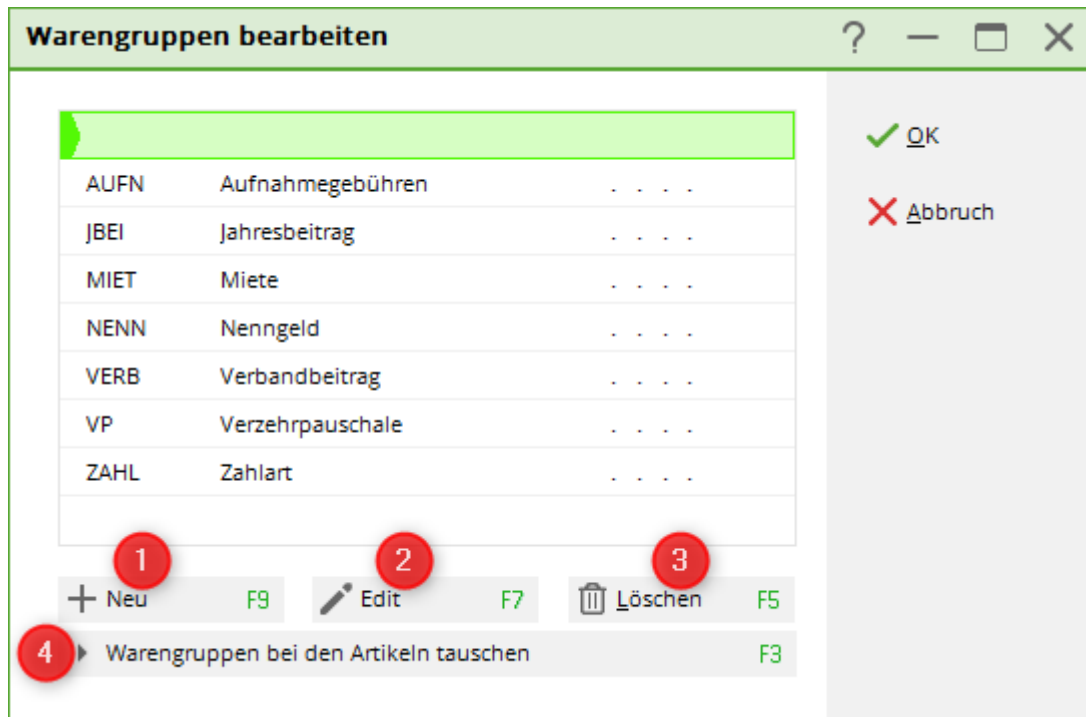 Warengruppen bearbeiten ?
OK
AUFN Aufnahmegebühren . . . .
Abbruch
JBEI Jahresbeitrag . . . .
MIET Miete . . . .
NENN Nenngeld . . . .
VERB Verbandbeitrag . . . .
VP Verzehrpauschale . . . .
ZAHL Zahlart . . . .
1 2 3
Neu F9 Edit F7 Löschen F5
4 Warengruppen bei den Artikeln tauschen F3